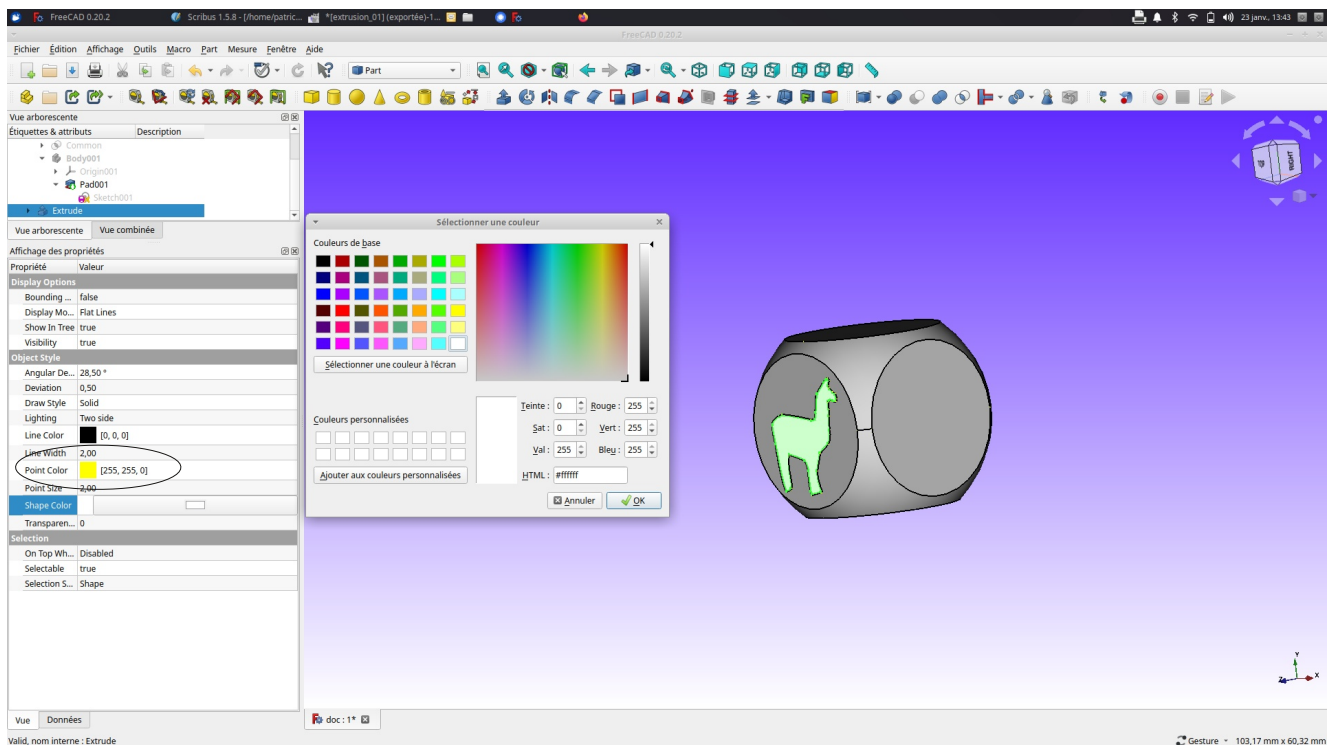 FreeCAD 0.20.2 Scribus 1.5.8 - [/home/patric... *[extrusion_01] (exportée)-1... Fo 23 janv., 13:43
FreeCAD 0.20.2
Fichier Édition Affichage Outils Macro Part Mesure Fenêtre Aide
Part
Vue arborescente
Étiquettes & attributs Description
Common
Body001
Origin001
Pad001
Sketch001
Extrude
Vue arborescente Vue combinée
Affichage des propriétés
Propriété Valeur
Display Options
Bounding ... false
Display Mo... Flat Lines
Show In Tree true
Visibility true
Object Style
Angular De... 28,50 °
Deviation 0,50
Draw Style Solid
Lighting Two side
Line Color [0, 0, 0]
Line Width 2,00
Point Color [255, 255, 0]
Point Size 2,00
Shape Color
Transparen... 0
Selection
On Top Wh... Disabled
Selectable true
Selection S... Shape
Vue Données
Valid, nom interne : Extrude
Sélectionner une couleur
Couleurs de base
Sélectionner une couleur à l'écran
Couleurs personnalisées
Ajouter aux couleurs personnalisées
Teinte : 0 Rouge : 255
Sat : 0 Vert : 255
Val : 255 Bleu : 255
HTML : #ffffff
Annuler OK
RIGHT
Y
Z X
doc : 1*
Gesture 103,17 mm x 60,32 mm